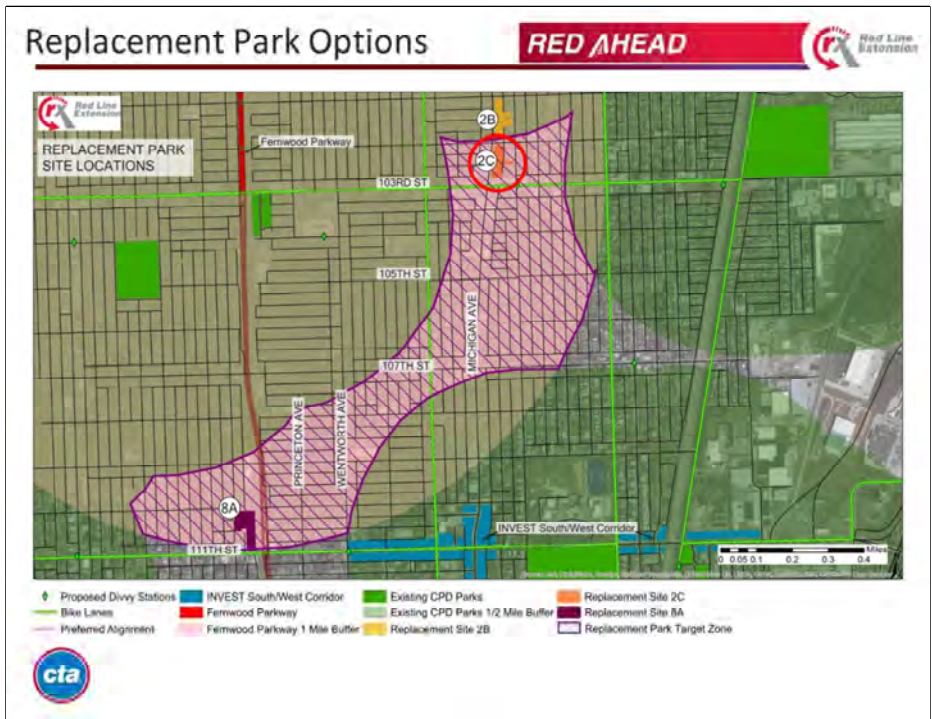 Replacement Park Options
RED AHEAD
Red Line
Extension
Red Line
Extension
REPLACEMENT PARK
SITE LOCATIONS
Fernwood Parkway
2B
2C
103RD ST
105TH ST
MICHIGAN AVE
107TH ST
PRINCETON AVE
WENTWORTH AVE
8A
INVEST South/West Corridor
111TH ST
Miles
0 0.05 0.1 0.2 0.3 0.4
Proposed Divvy Stations
INVEST South/West Corridor
Existing CPD Parks
Replacement Site 2C
Bike Lanes
Fernwood Parkway
Existing CPD Parks 1/2 Mile Buffer
Replacement Site 8A
Preferred Alignment
Fernwood Parkway 1 Mile Buffer
Replacement Site 2B
Replacement Park Target Zone
cta